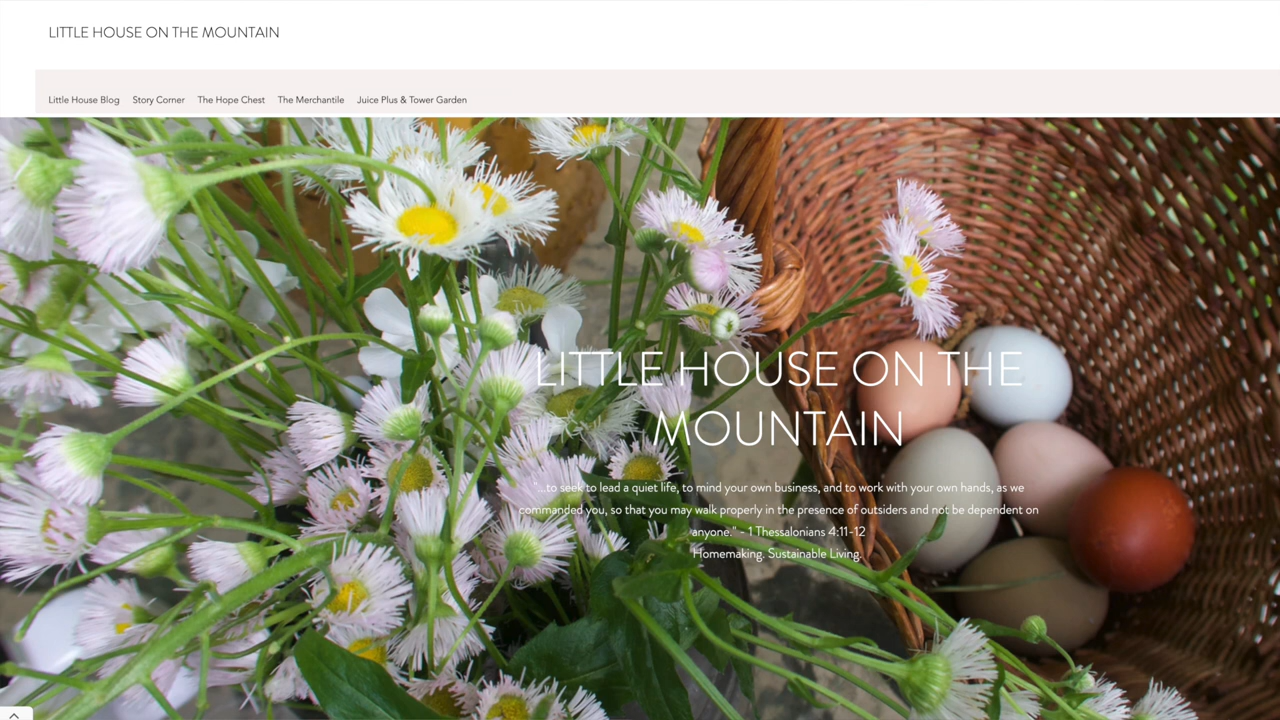 LITTLE HOUSE ON THE MOUNTAIN
Little House Blog Story Corner The Hope Chest The Merchantile Juice Plus & Tower Garden
LITTLE HOUSE ON THE
MOUNTAIN
"...to seek to lead a quiet life, to mind your own business, and to work with your own hands, as we
commanded you, so that you may walk properly in the presence of outsiders and not be dependent on
anyone." - 1 Thessalonians 4:11-12
Homemaking. Sustainable Living.